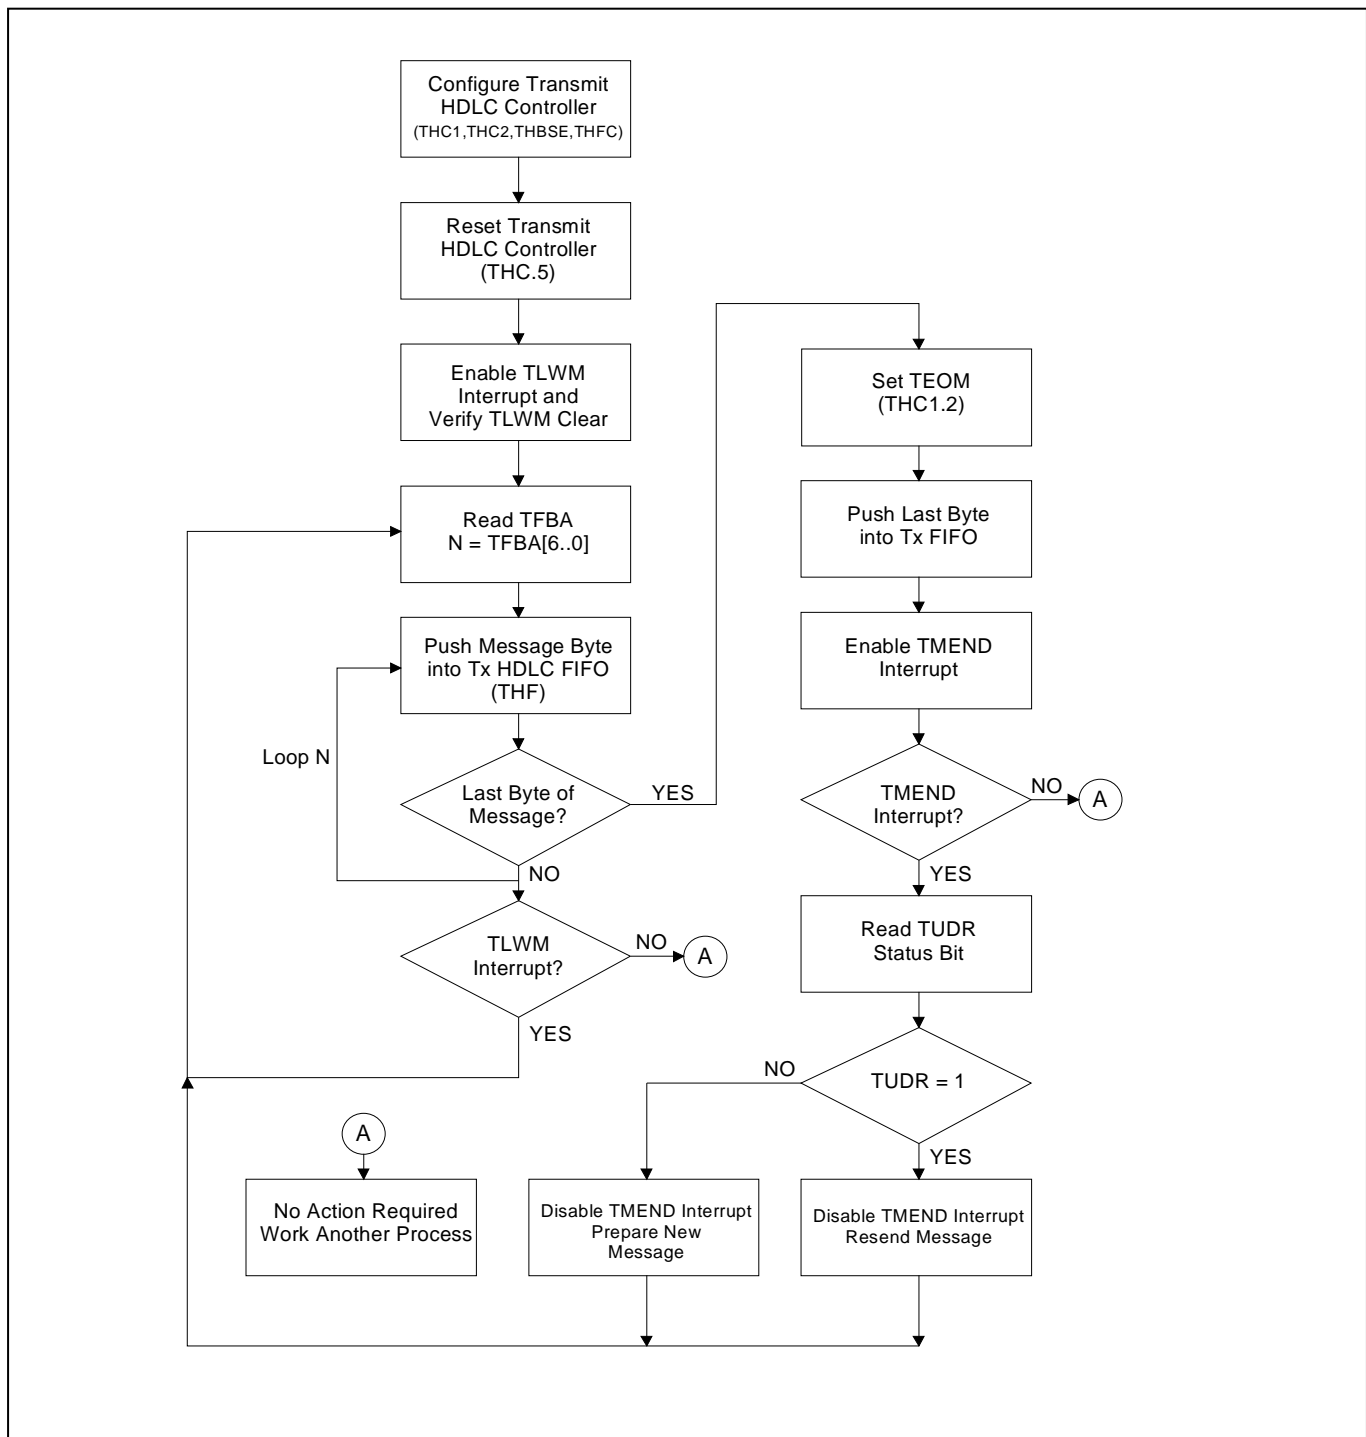 Configure Transmit
HDLC Controller
(THC1,THC2,THBSE,THFC)
Reset Transmit
HDLC Controller
(THC.5)
Enable TLWM
Interrupt and
Verify TLWM Clear
Read TFBA
N = TFBA[6..0]
Push Message Byte
into Tx HDLC FIFO
(THF)
Loop N
Last Byte of
Message?
YES
NO
TLWM
Interrupt?
NO
A
YES
Set TEOM
(THC1.2)
Push Last Byte
into Tx FIFO
Enable TMEND
Interrupt
TMEND
Interrupt?
NO
A
YES
Read TUDR
Status Bit
TUDR = 1
NO
YES
A
No Action Required
Work Another Process
Disable TMEND Interrupt
Prepare New
Message
Disable TMEND Interrupt
Resend Message